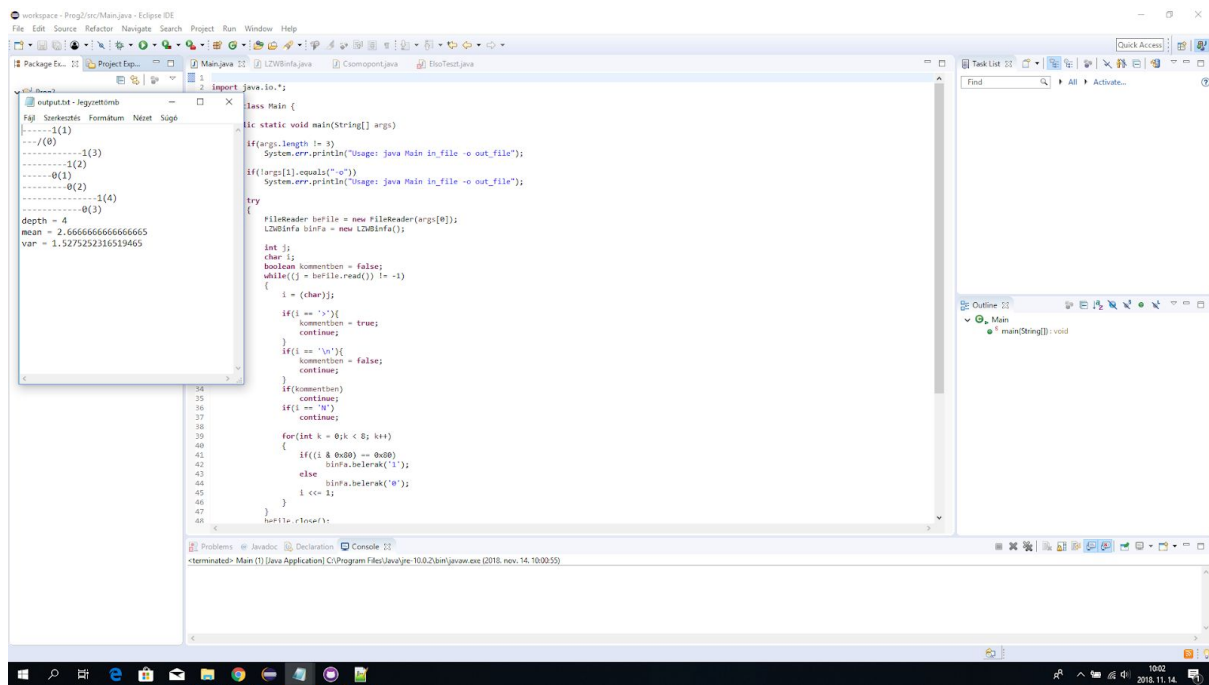 workspace - Prog2/src/Main.java - Eclipse IDE
File Edit Source Refactor Navigate Search Project Run Window Help
Quick Access
Package Ex... Project Exp...
Prog2
output.txt - Jegyzettömb
Fájl Szerkesztés Formátum Nézet Súgó
------1(1)
---/(0)
------------1(3)
---------1(2)
------0(1)
---------0(2)
---------------1(4)
------------0(3)
depth = 4
mean = 2.6666666666666665
var = 1.5275252316519465
Main.java LZWBinfa.java Csomopont.java ElsoTeszt.java
1
2 import java.io.*;
class Main {
lic static void main(String[] args)
if(args.length != 3)
System.err.println("Usage: java Main in_file -o out_file");
if(!args[1].equals("-o"))
System.err.println("Usage: java Main in_file -o out_file");
try
{
FileReader beFile = new FileReader(args[0]);
LZWBinfa binFa = new LZWBinfa();
int j;
char i;
boolean kommentben = false;
while((j = beFile.read()) != -1)
{
i = (char)j;
if(i == '>'){
kommentben = true;
continue;
}
if(i == '\n'){
kommentben = false;
continue;
}
34 if(kommentben)
35 continue;
36 if(i == 'N')
37 continue;
38
39 for(int k = 0;k < 8; k++)
40 {
41 if((i & 0x80) == 0x80)
42 binFa.belerak('1');
43 else
44 binFa.belerak('0');
45 i <<= 1;
46 }
47 }
48 beFile.close();
Task List
Find All Activate...
Outline
Main
main(String[]) : void
Problems Javadoc Declaration Console
<terminated> Main (1) [Java Application] C:\Program Files\Java\jre-10.0.2\bin\javaw.exe (2018. nov. 14. 10:00:55)
10:02
2018. 11. 14.